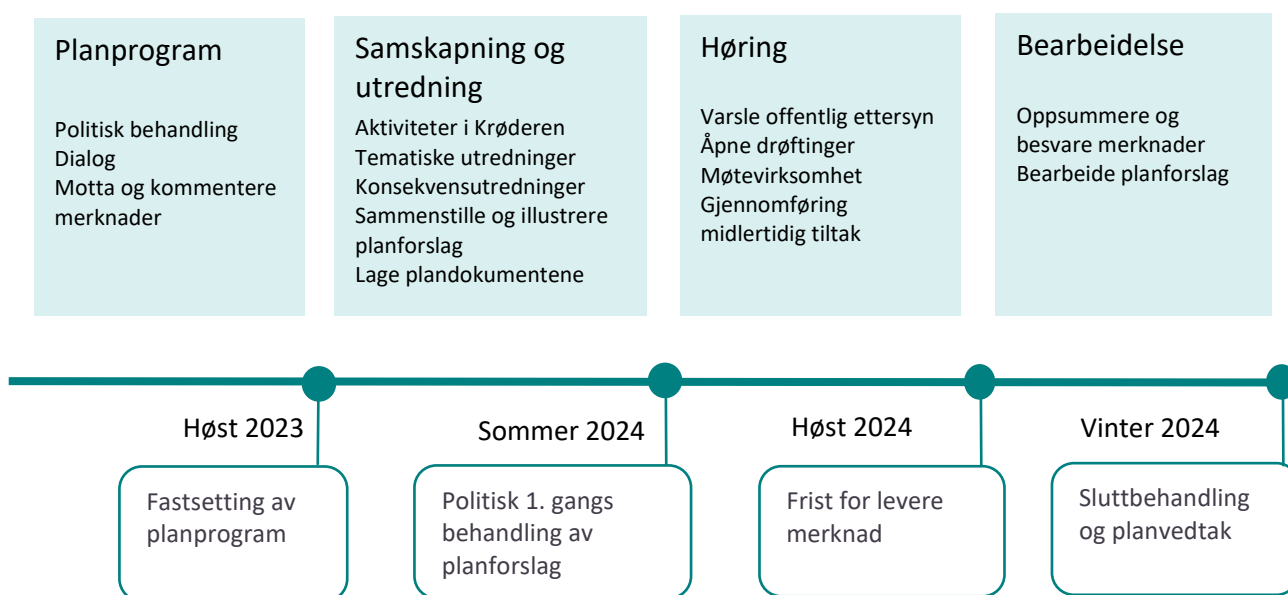 Planprogram
Politisk behandling
Dialog
Motta og kommentere
merknader
Samskapning og
utredning
Aktiviteter i Krøderen
Tematiske utredninger
Konsekvensutredninger
Sammenstille og illustrere
planforslag
Lage plandokumentene
Høring
Varsle offentlig ettersyn
Åpne drøftinger
Møtevirksomhet
Gjennomføring
midlertidig tiltak
Bearbeidelse
Oppsummere og
besvare merknader
Bearbeide planforslag
Høst 2023
Fastsetting av
planprogram
Sommer 2024
Politisk 1. gangs
behandling av
planforslag
Høst 2024
Frist for levere
merknad
Vinter 2024
Sluttbehandling
og planvedtak